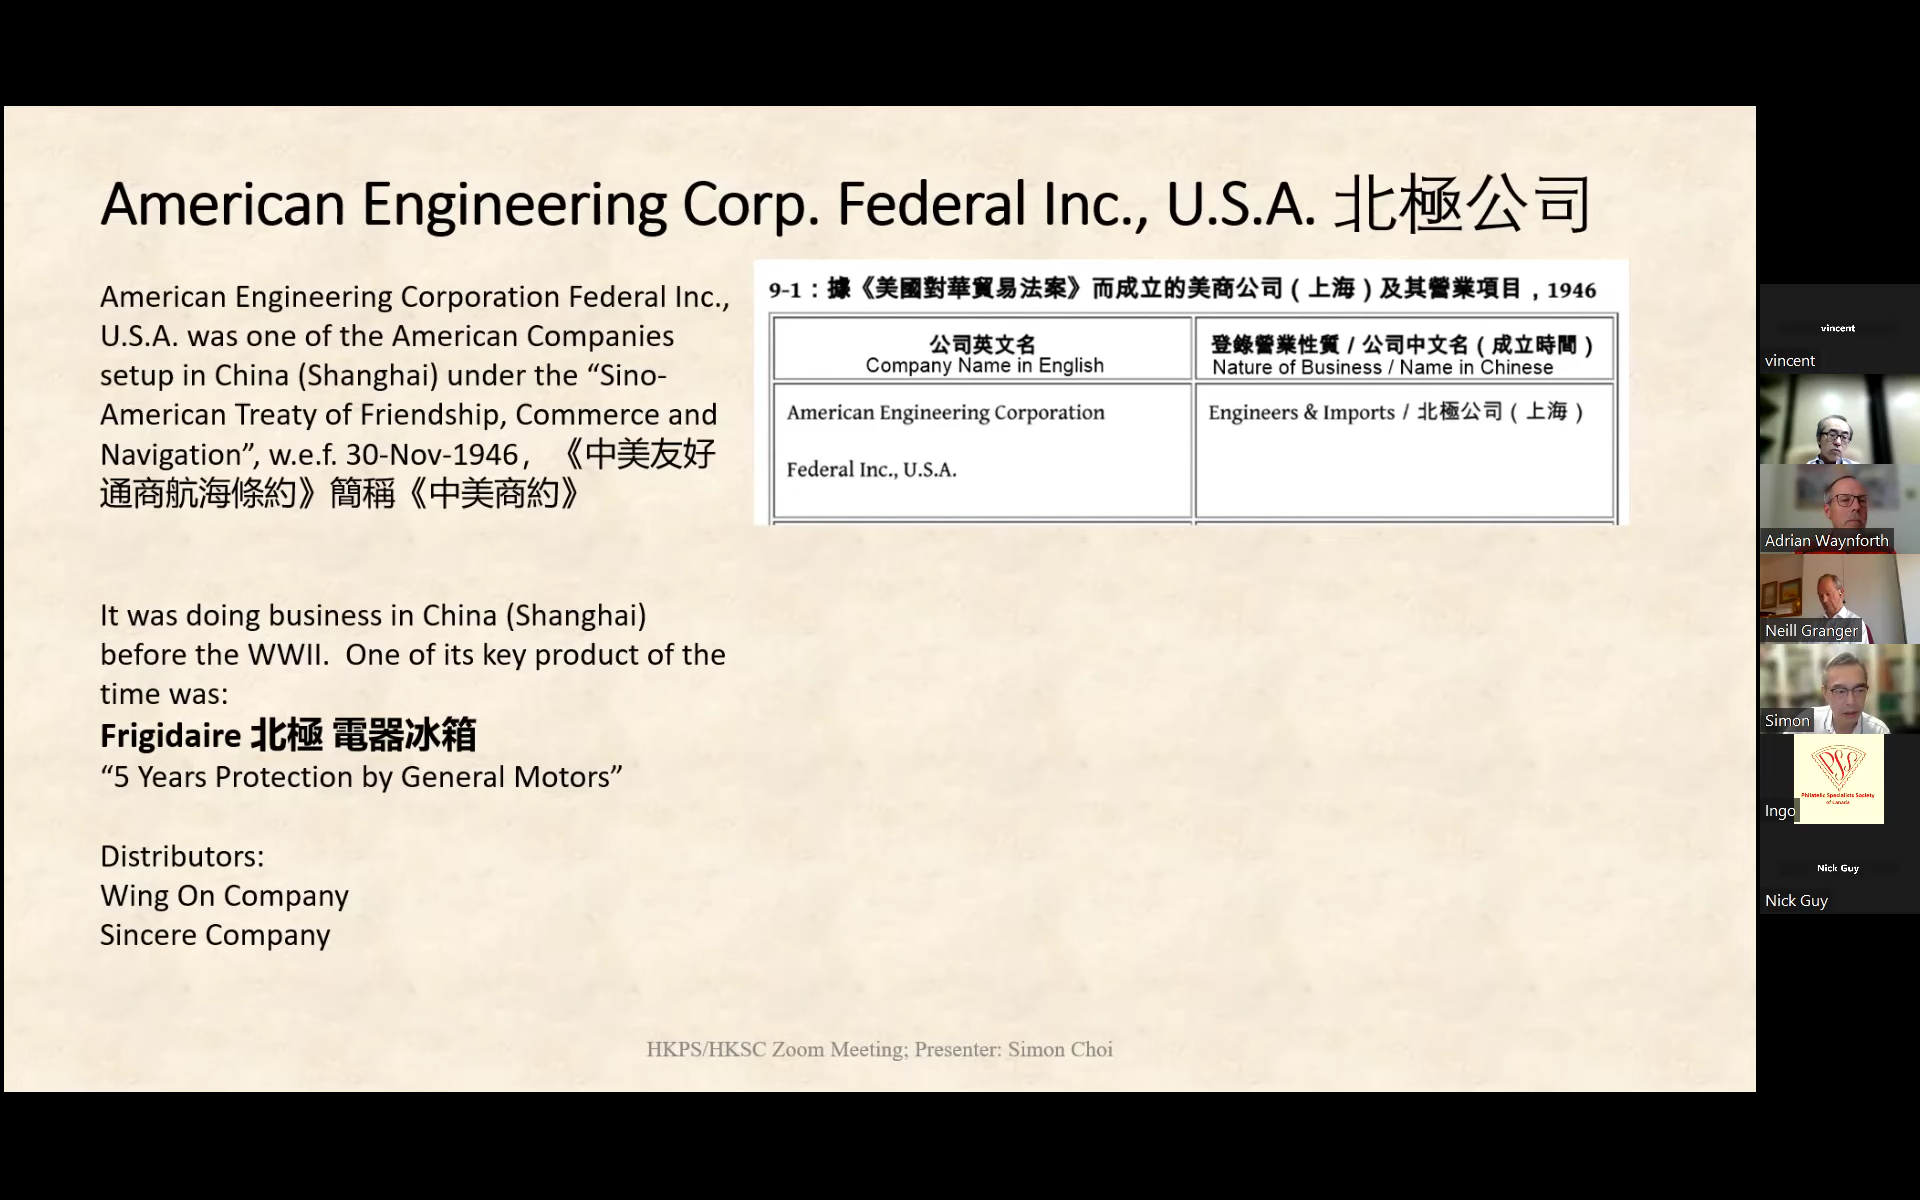 American Engineering Corp. Federal Inc., U.S.A. 北極公司
American Engineering Corporation Federal Inc.,
U.S.A. was one of the American Companies
setup in China (Shanghai) under the “Sino-
American Treaty of Friendship, Commerce and
Navigation”, w.e.f. 30-Nov-1946, 《中美友好
通商航海條約》簡稱《中美商約》
It was doing business in China (Shanghai)
before the WWII. One of its key product of the
time was:
Frigidaire 北極 電器冰箱
“5 Years Protection by General Motors”
Distributors:
Wing On Company
Sincere Company
9-1：據《美國對華貿易法案》而成立的美商公司（上海）及其營業項目，1946
公司英文名
Company Name in English
登錄營業性質 / 公司中文名（成立時間）
Nature of Business / Name in Chinese
American Engineering Corporation
Federal Inc., U.S.A.
Engineers & Imports / 北極公司（上海）
HKPS/HKSC Zoom Meeting; Presenter: Simon Choi
vincent
vincent
Adrian Waynforth
Neill Granger
Simon
PSS
Philatelic Specialists Society
of Canada
Ingo
Nick Guy
Nick Guy